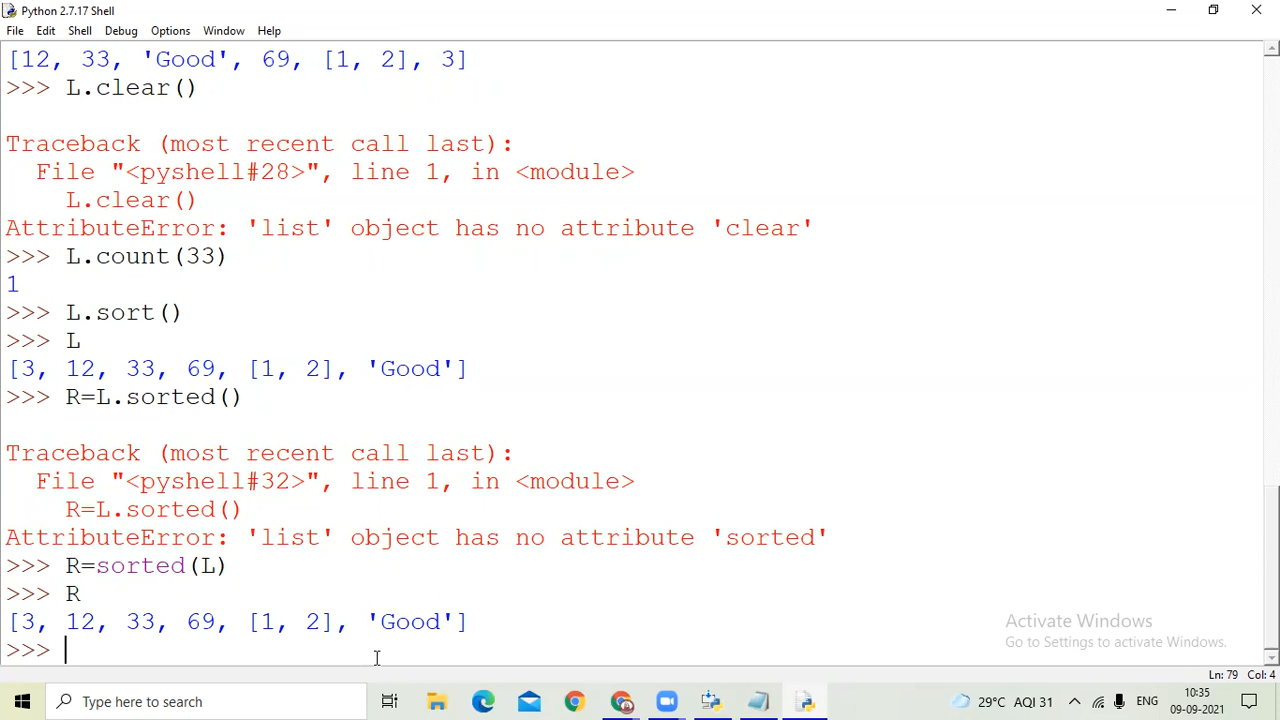 Python 2.7.17 Shell
File Edit Shell Debug Options Window Help
[12, 33, 'Good', 69, [1, 2], 3]
>>> L.clear()
Traceback (most recent call last):
  File "<pyshell#28>", line 1, in <module>
    L.clear()
AttributeError: 'list' object has no attribute 'clear'
>>> L.count(33)
1
>>> L.sort()
>>> L
[3, 12, 33, 69, [1, 2], 'Good']
>>> R=L.sorted()
Traceback (most recent call last):
  File "<pyshell#32>", line 1, in <module>
    R=L.sorted()
AttributeError: 'list' object has no attribute 'sorted'
>>> R=sorted(L)
>>> R
[3, 12, 33, 69, [1, 2], 'Good']
>>>
Activate Windows
Go to Settings to activate Windows.
Ln: 79 Col: 4
Type here to search
29°C AQI 31
ENG
10:35
09-09-2021